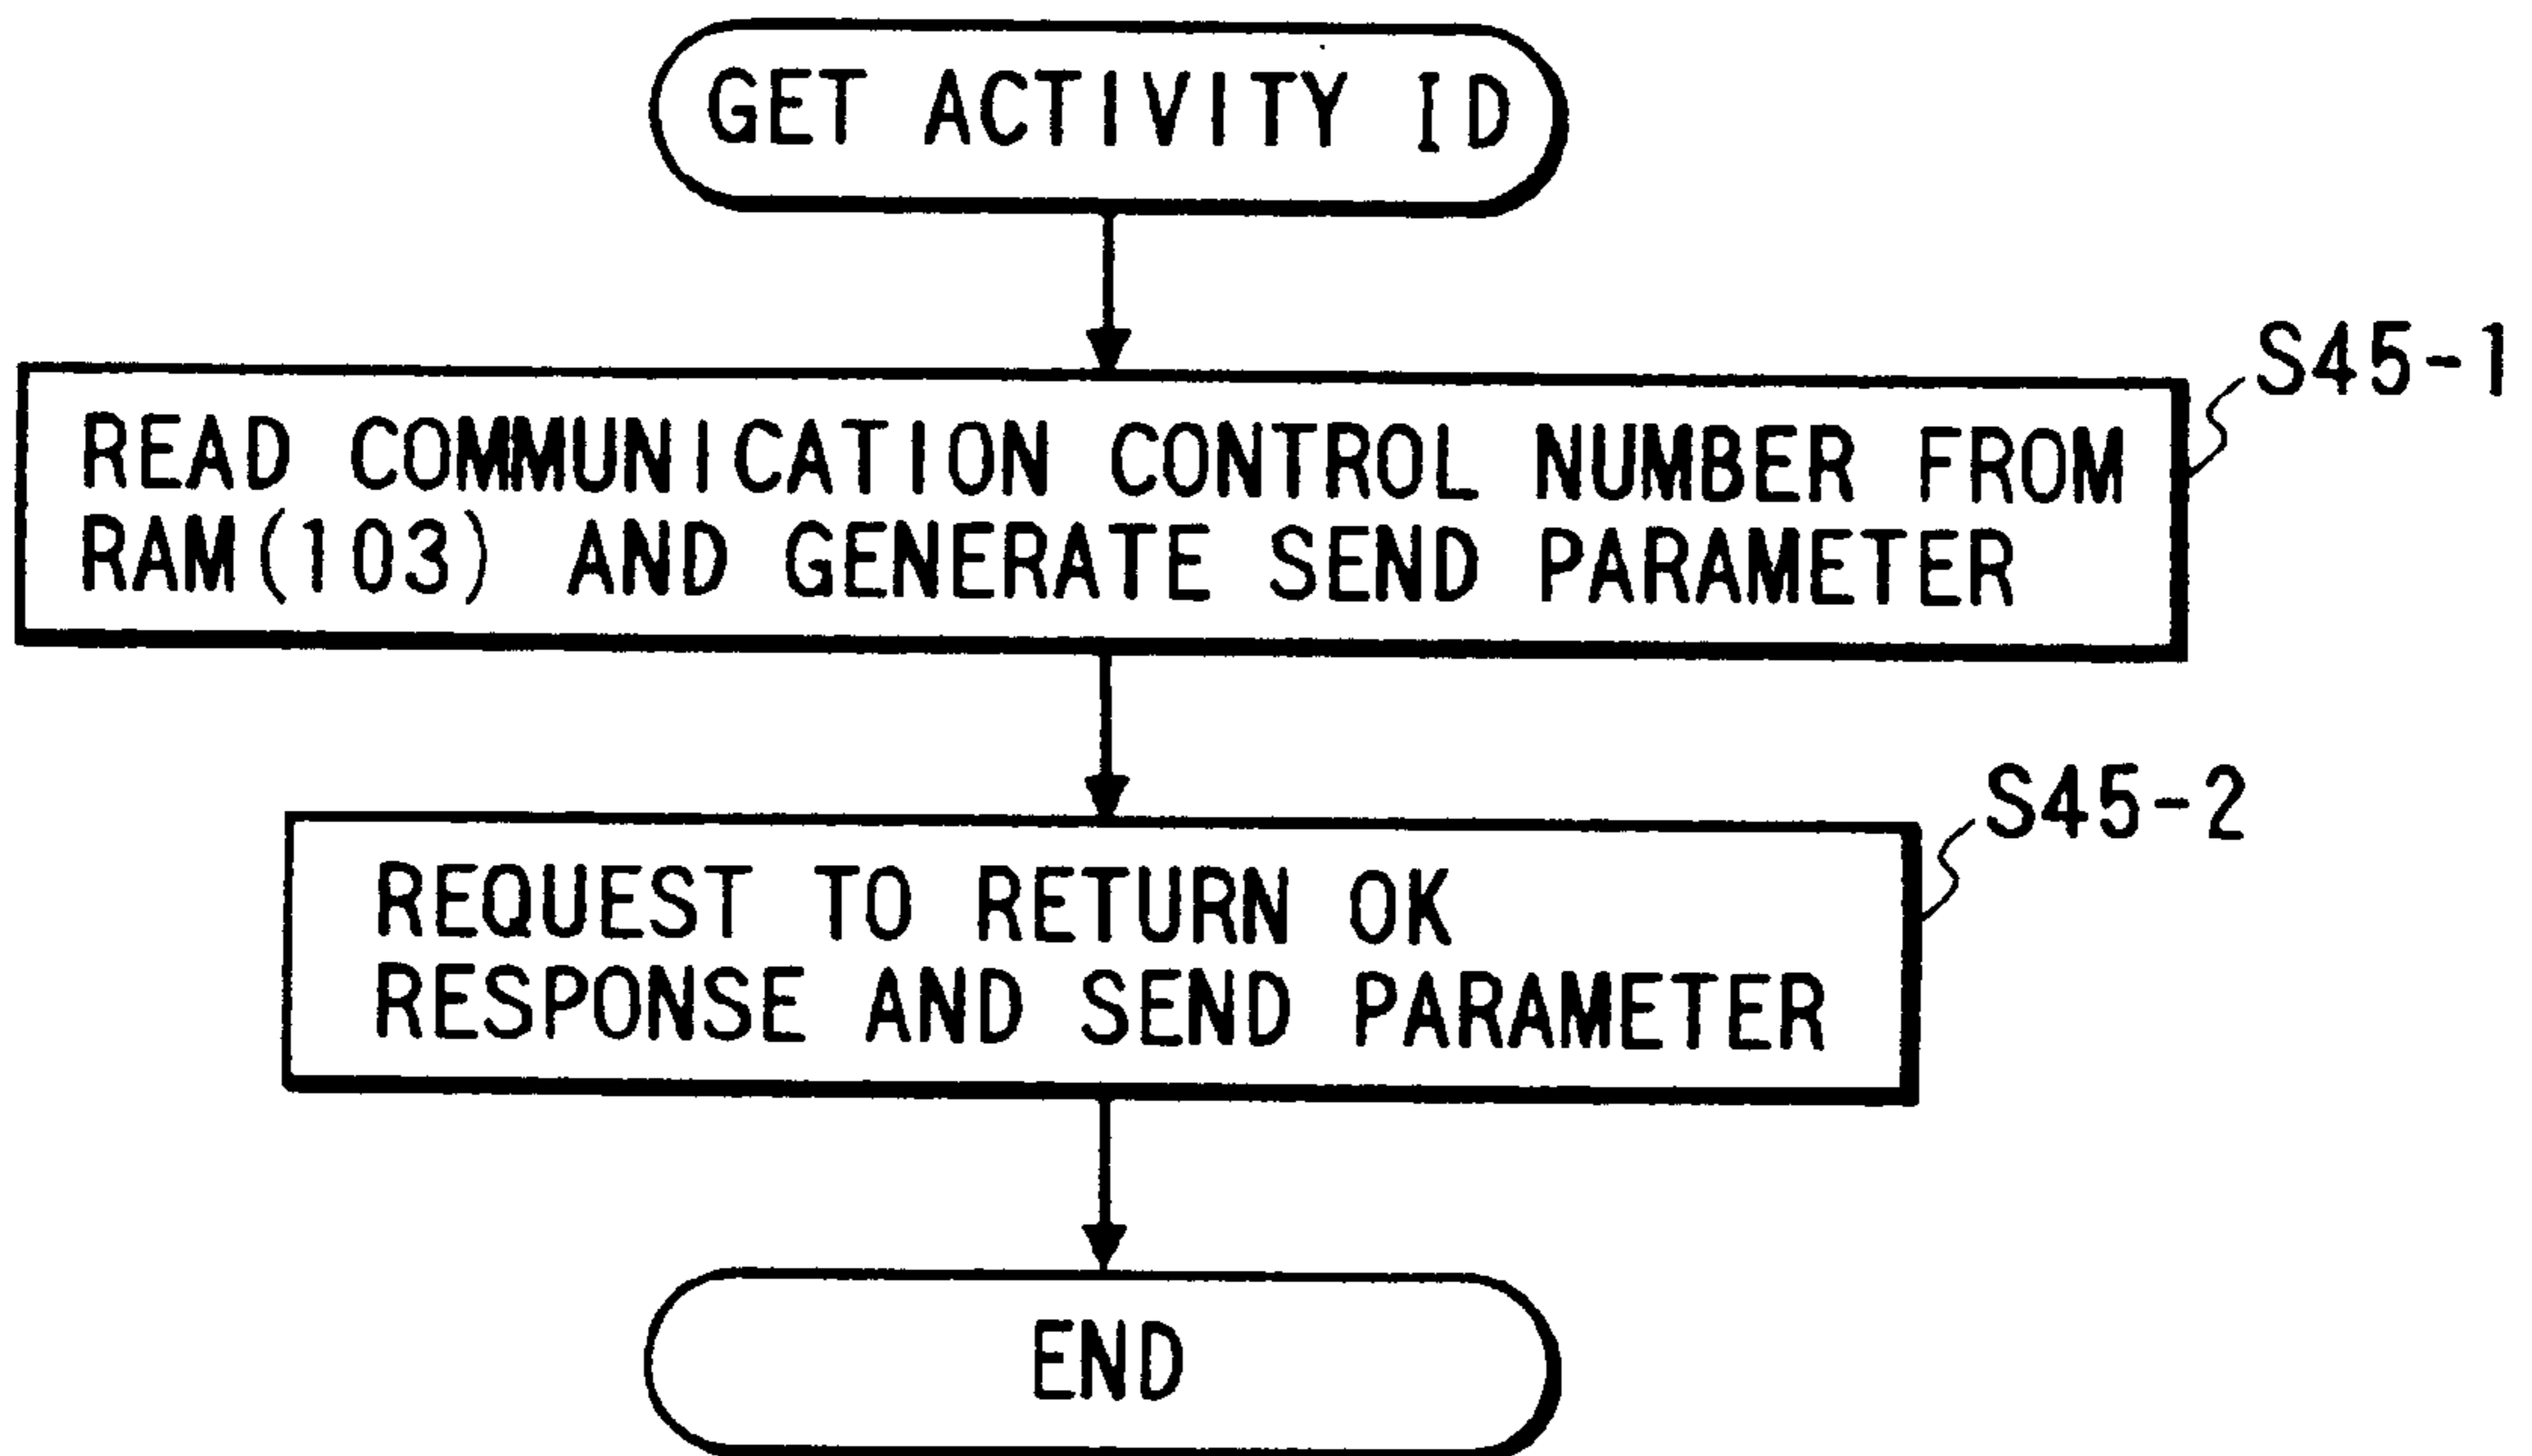 GET ACTIVITY ID
S45-1
READ COMMUNICATION CONTROL NUMBER FROM
RAM(103) AND GENERATE SEND PARAMETER
S45-2
REQUEST TO RETURN OK
RESPONSE AND SEND PARAMETER
END